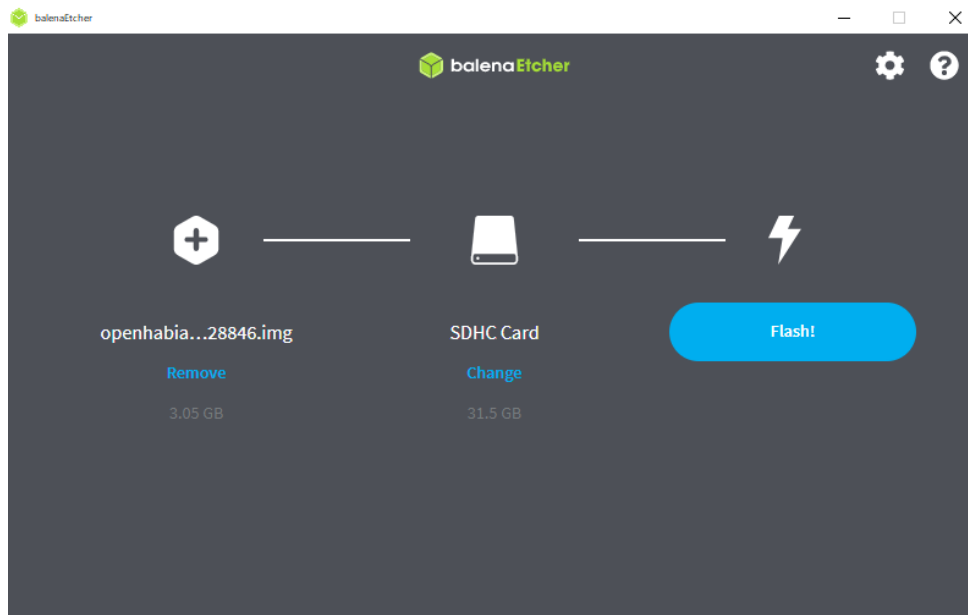 balenaEtcher
balenaEtcher
openhabia...28846.img
SDHC Card
Flash!
Remove
Change
3.05 GB
31.5 GB